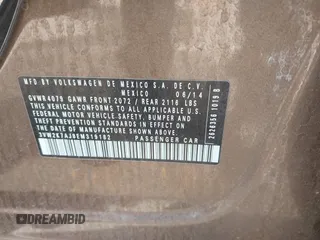 MFD BY VOLKSWAGEN DE MEXICO S.A. DE C.V.
MEXICO 06/14
GVWR4079 GAWR FRONT 2072 / REAR 2116 LBS
THIS VEHICLE CONFORMS TO ALL APPLICABLE
FEDERAL MOTOR VEHICLE SAFETY, BUMPER AND
THEFT PREVENTION STANDARDS IN EFFECT ON
THE DATE OF MANUFACTURE SHOWN ABOVE
3VW2K7AJ9EM
PASSENGER CAR
DREAMBID